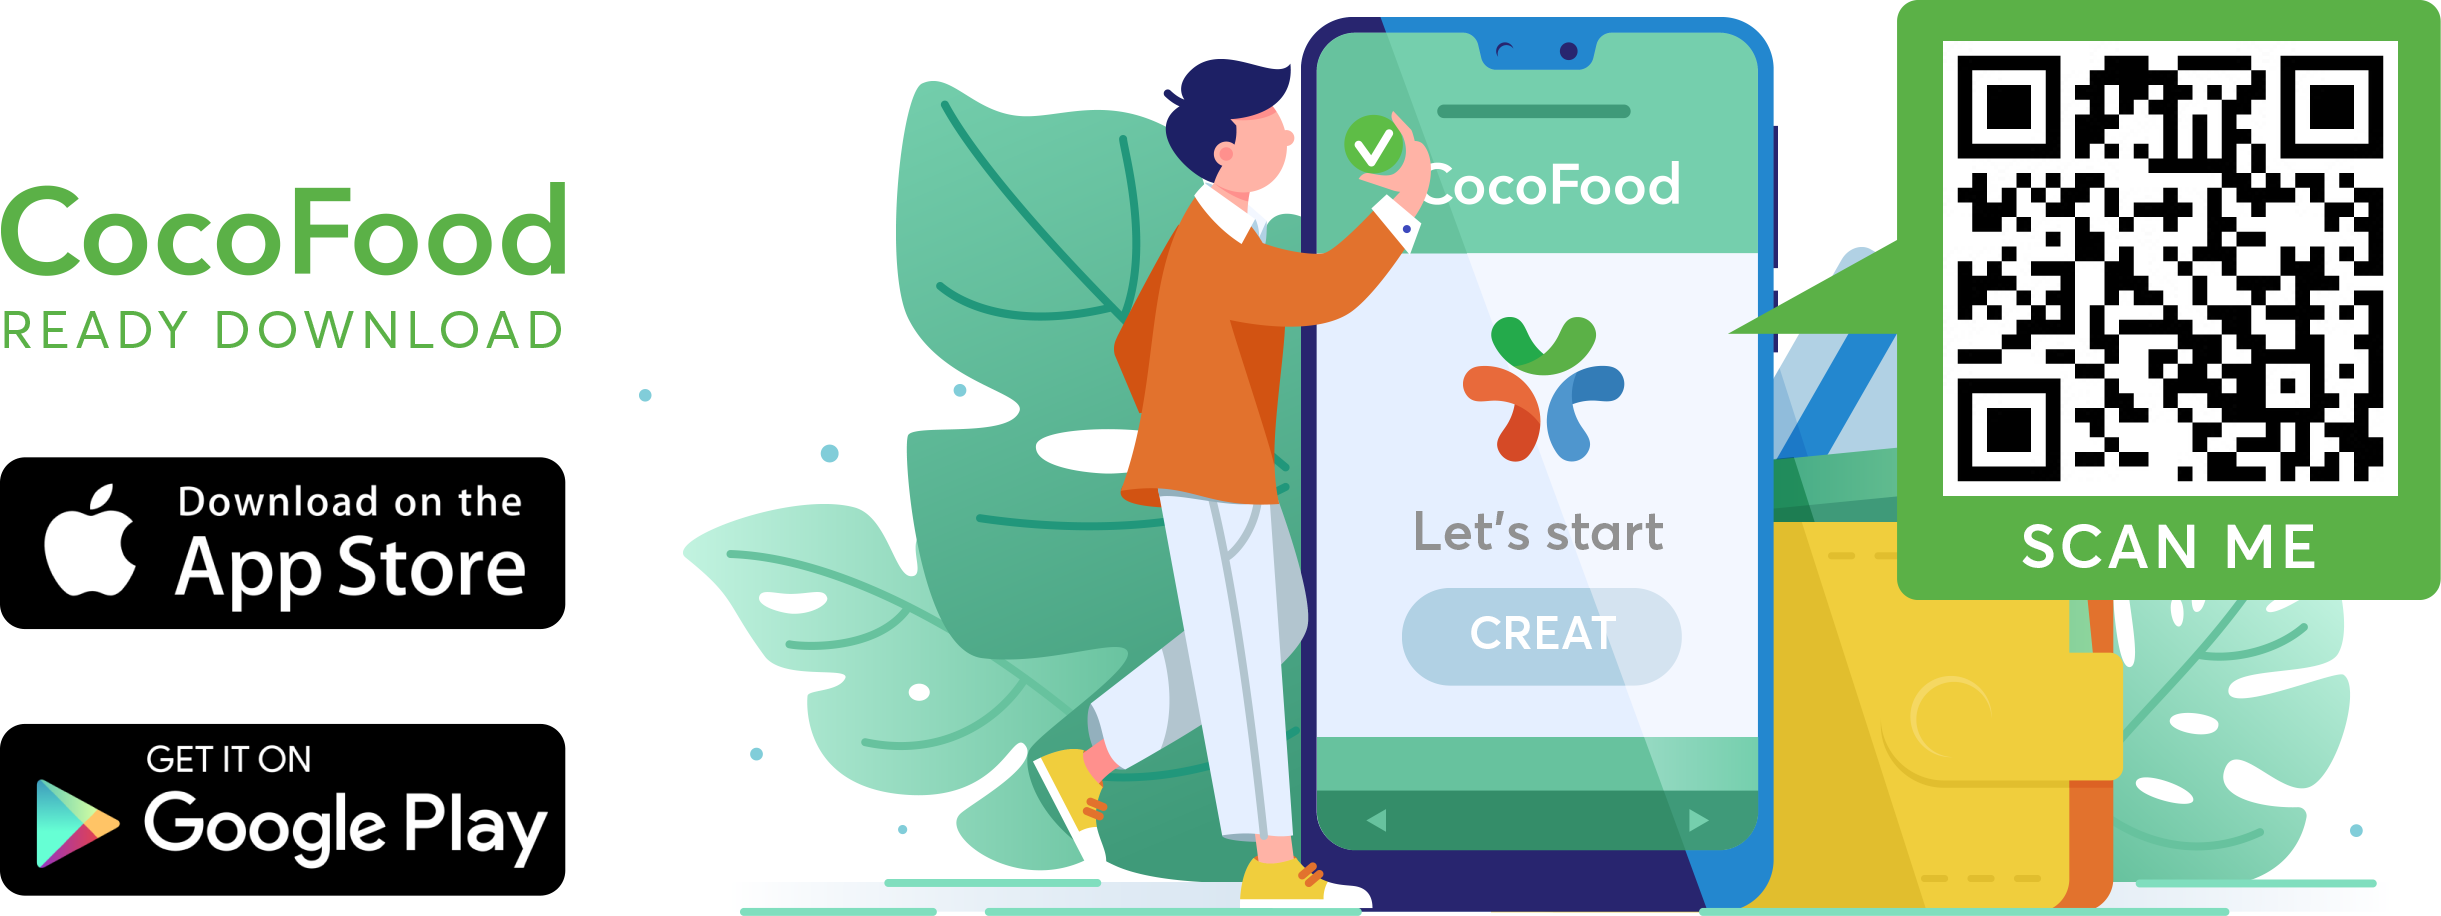 CocoFood
READY DOWNLOAD
Download on the
App Store
GET IT ON
Google Play
CocoFood
Let's start
CREAT
SCAN ME